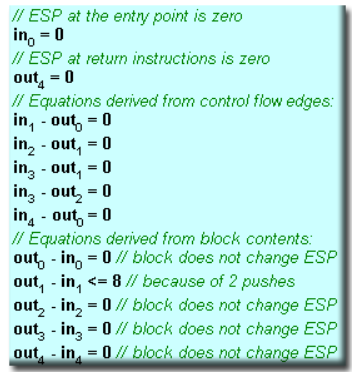 // ESP at the entry point is zero
in₀ = 0
// ESP at return instructions is zero
out₄ = 0
// Equations derived from control flow edges:
in₁ - out₀ = 0
in₂ - out₁ = 0
in₃ - out₁ = 0
in₃ - out₂ = 0
in₄ - out₀ = 0
// Equations derived from block contents:
out₀ - in₀ = 0 // block does not change ESP
out₁ - in₁ <= 8 // because of 2 pushes
out₂ - in₂ = 0 // block does not change ESP
out₃ - in₃ = 0 // block does not change ESP
out₄ - in₄ = 0 // block does not change ESP